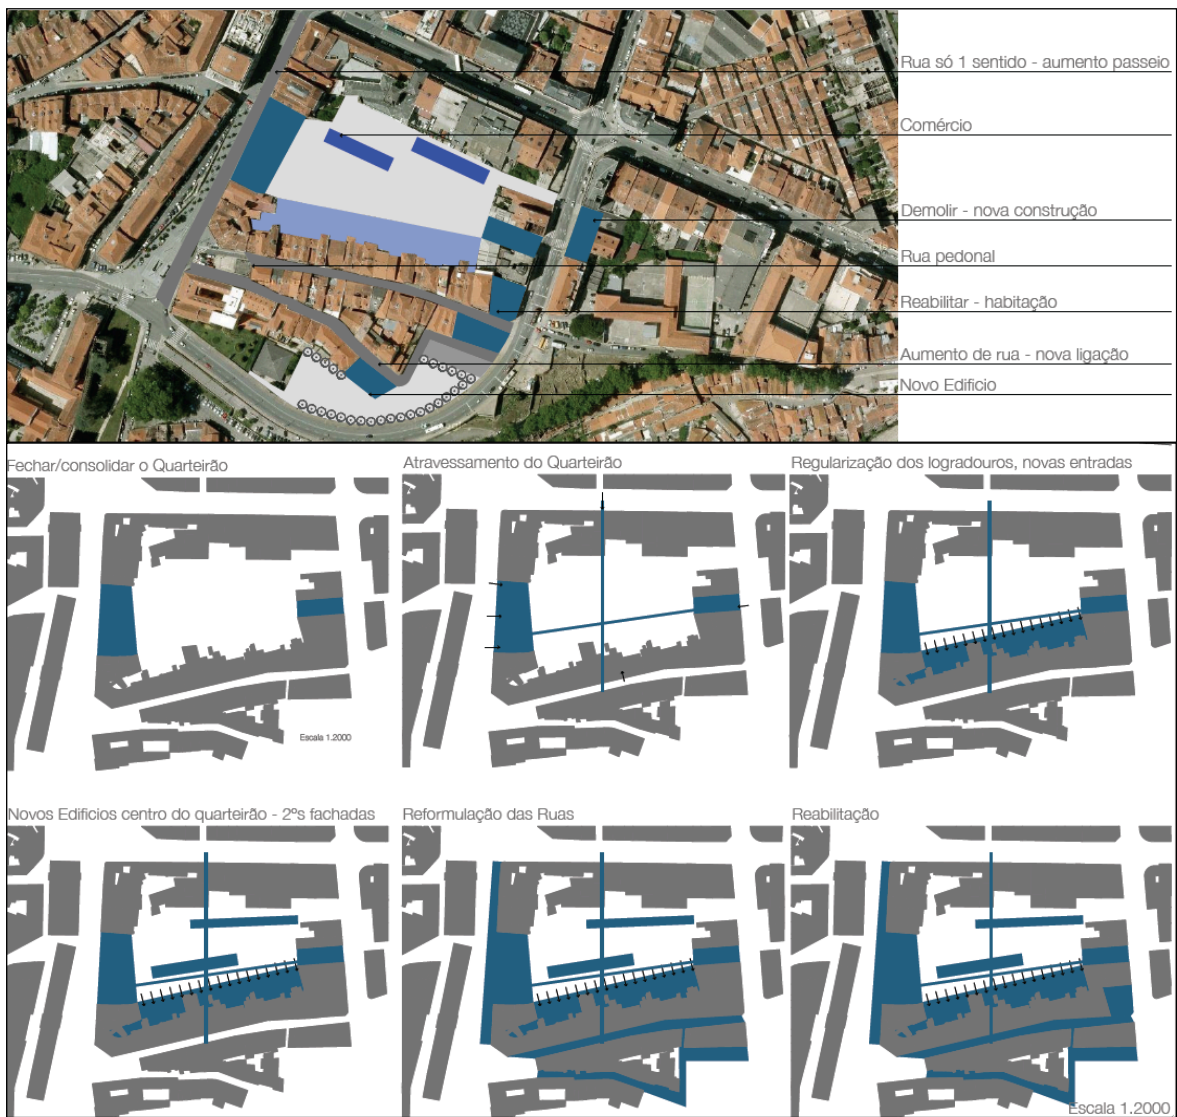 Rua só 1 sentido - aumento passeio
Comércio
Demolir - nova construção
Rua pedonal
Reabilitar - habitação
Aumento de rua - nova ligação
Novo Edificio
Fechar/consolidar o Quarteirão
Atravessamento do Quarteirão
Regularização dos logradouros, novas entradas
Escala 1.2000
Novos Edificios centro do quarteirão - 2ºs fachadas
Reformulação das Ruas
Reabilitação
Escala 1.2000